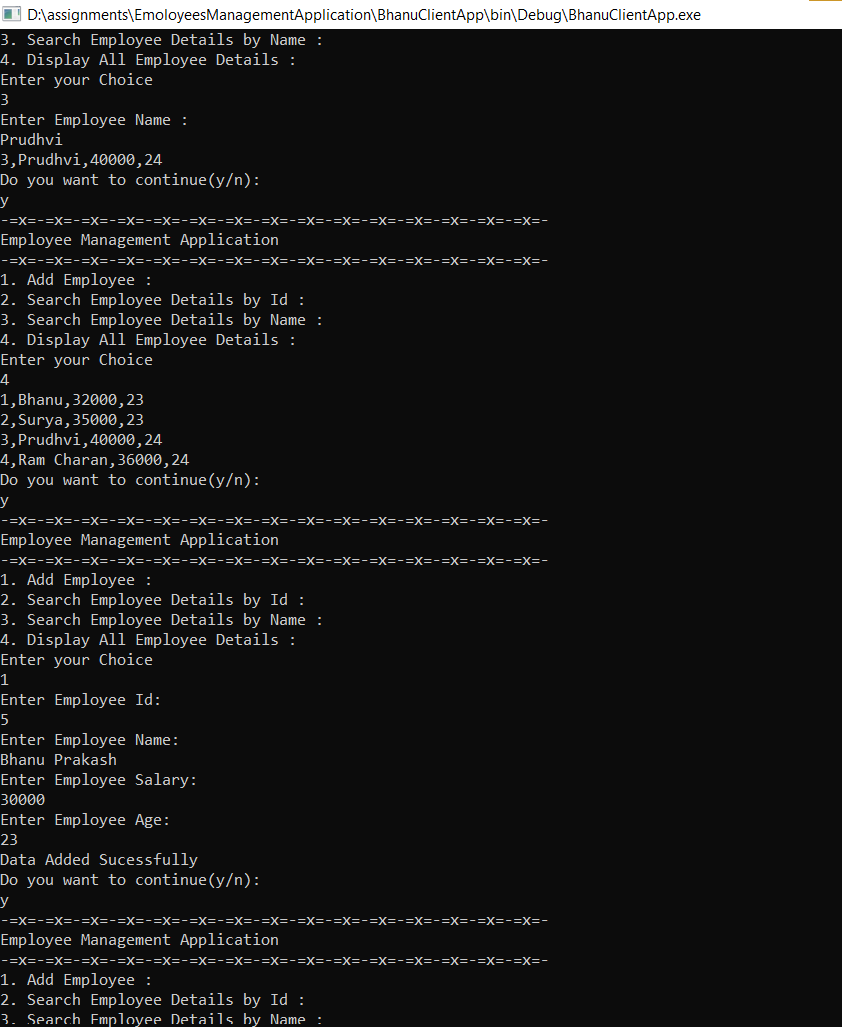 D:\assignments\EmoloyeesManagementApplication\BhanuClientApp\bin\Debug\BhanuClientApp.exe
3. Search Employee Details by Name :
4. Display All Employee Details :
Enter your Choice
3
Enter Employee Name :
Prudhvi
3,Prudhvi,40000,24
Do you want to continue(y/n):
y
-=x=-=x=-=x=-=x=-=x=-=x=-=x=-=x=-=x=-=x=-=x=-=x=-=x=-=x=-=x=-
Employee Management Application
-=x=-=x=-=x=-=x=-=x=-=x=-=x=-=x=-=x=-=x=-=x=-=x=-=x=-=x=-=x=-
1. Add Employee :
2. Search Employee Details by Id :
3. Search Employee Details by Name :
4. Display All Employee Details :
Enter your Choice
4
1,Bhanu,32000,23
2,Surya,35000,23
3,Prudhvi,40000,24
4,Ram Charan,36000,24
Do you want to continue(y/n):
y
-=x=-=x=-=x=-=x=-=x=-=x=-=x=-=x=-=x=-=x=-=x=-=x=-=x=-=x=-=x=-
Employee Management Application
-=x=-=x=-=x=-=x=-=x=-=x=-=x=-=x=-=x=-=x=-=x=-=x=-=x=-=x=-=x=-
1. Add Employee :
2. Search Employee Details by Id :
3. Search Employee Details by Name :
4. Display All Employee Details :
Enter your Choice
1
Enter Employee Id:
5
Enter Employee Name:
Bhanu Prakash
Enter Employee Salary:
30000
Enter Employee Age:
23
Data Added Sucessfully
Do you want to continue(y/n):
y
-=x=-=x=-=x=-=x=-=x=-=x=-=x=-=x=-=x=-=x=-=x=-=x=-=x=-=x=-=x=-
Employee Management Application
-=x=-=x=-=x=-=x=-=x=-=x=-=x=-=x=-=x=-=x=-=x=-=x=-=x=-=x=-=x=-
1. Add Employee :
2. Search Employee Details by Id :
3. Search Employee Details by Name :